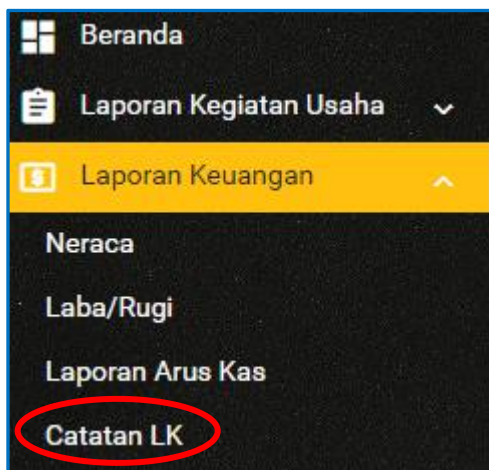 Beranda
Laporan Kegiatan Usaha
Laporan Keuangan
Neraca
Laba/Rugi
Laporan Arus Kas
Catatan LK